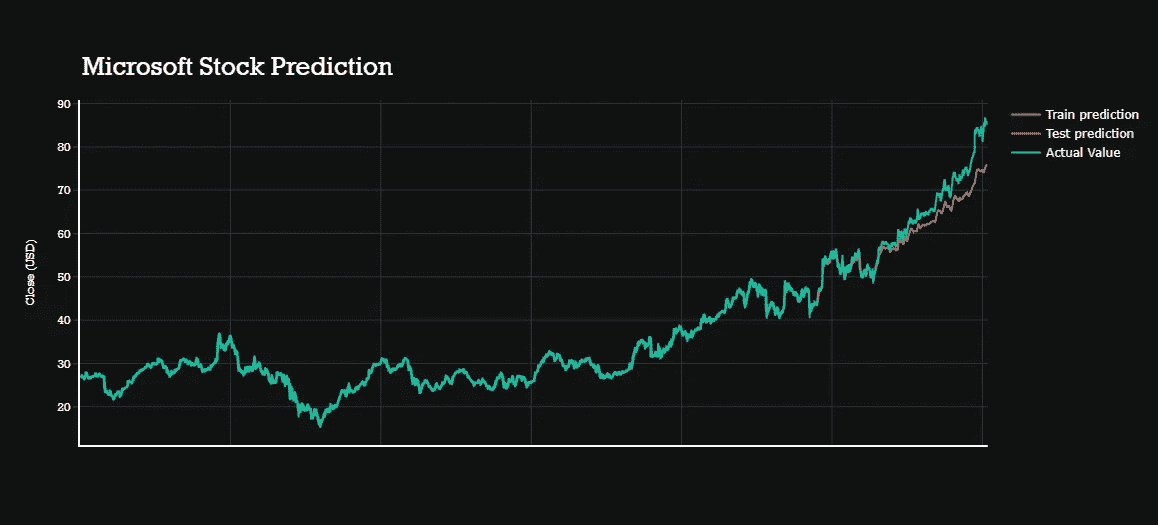 Microsoft Stock Prediction
90
80
70
60
50
40
30
20
Close (USD)
Train prediction
Test prediction
Actual Value